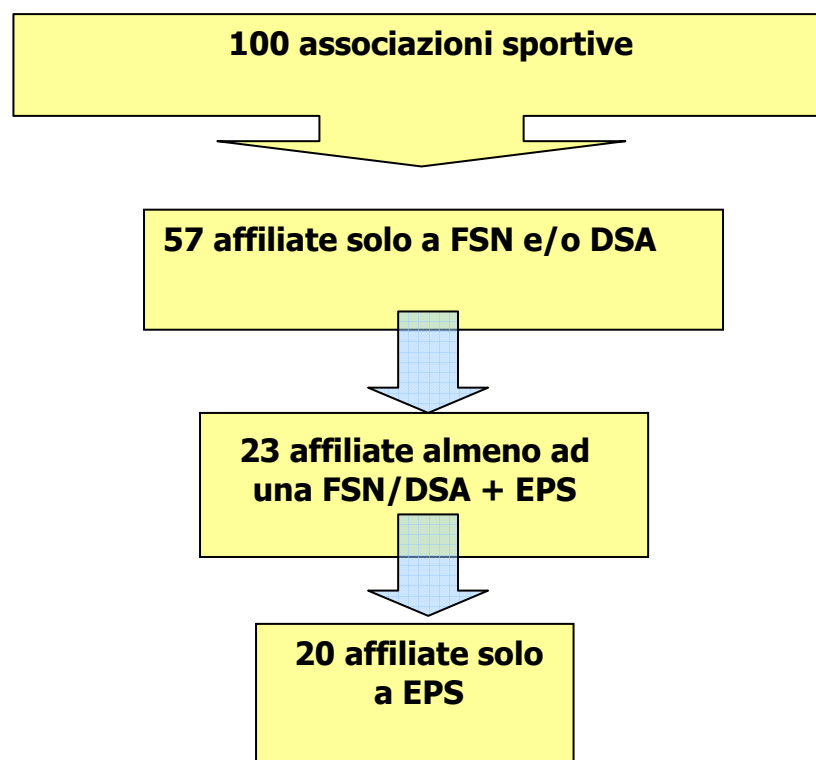 100 associazioni sportive
57 affiliate solo a FSN e/o DSA
23 affiliate almeno ad
una FSN/DSA + EPS
20 affiliate solo
a EPS